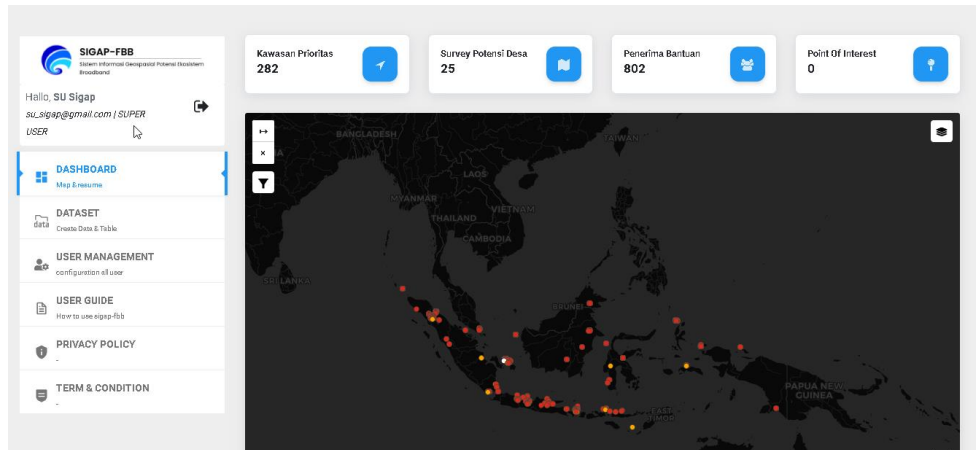 SIGAP-FBB
Sistem Informasi Geospasial Potensi Ekosistem
Broadband
Hallo, SU Sigap
su_sigap@gmail.com | SUPER
USER
DASHBOARD
Map & resume
data
DATASET
Create Data & Table
USER MANAGEMENT
configuration all user
USER GUIDE
How to use sigap-fbb
PRIVACY POLICY
-
TERM & CONDITION
-
Kawasan Prioritas
282
Survey Potensi Desa
25
Penerima Bantuan
802
Point Of Interest
0
BANGLADESH
TAIWAN
LAOS
MYANMAR
THAILAND
VIETNAM
CAMBODIA
SRI LANKA
BRUNEI
PAPUA NEW
GUINEA
EAST
TIMOR